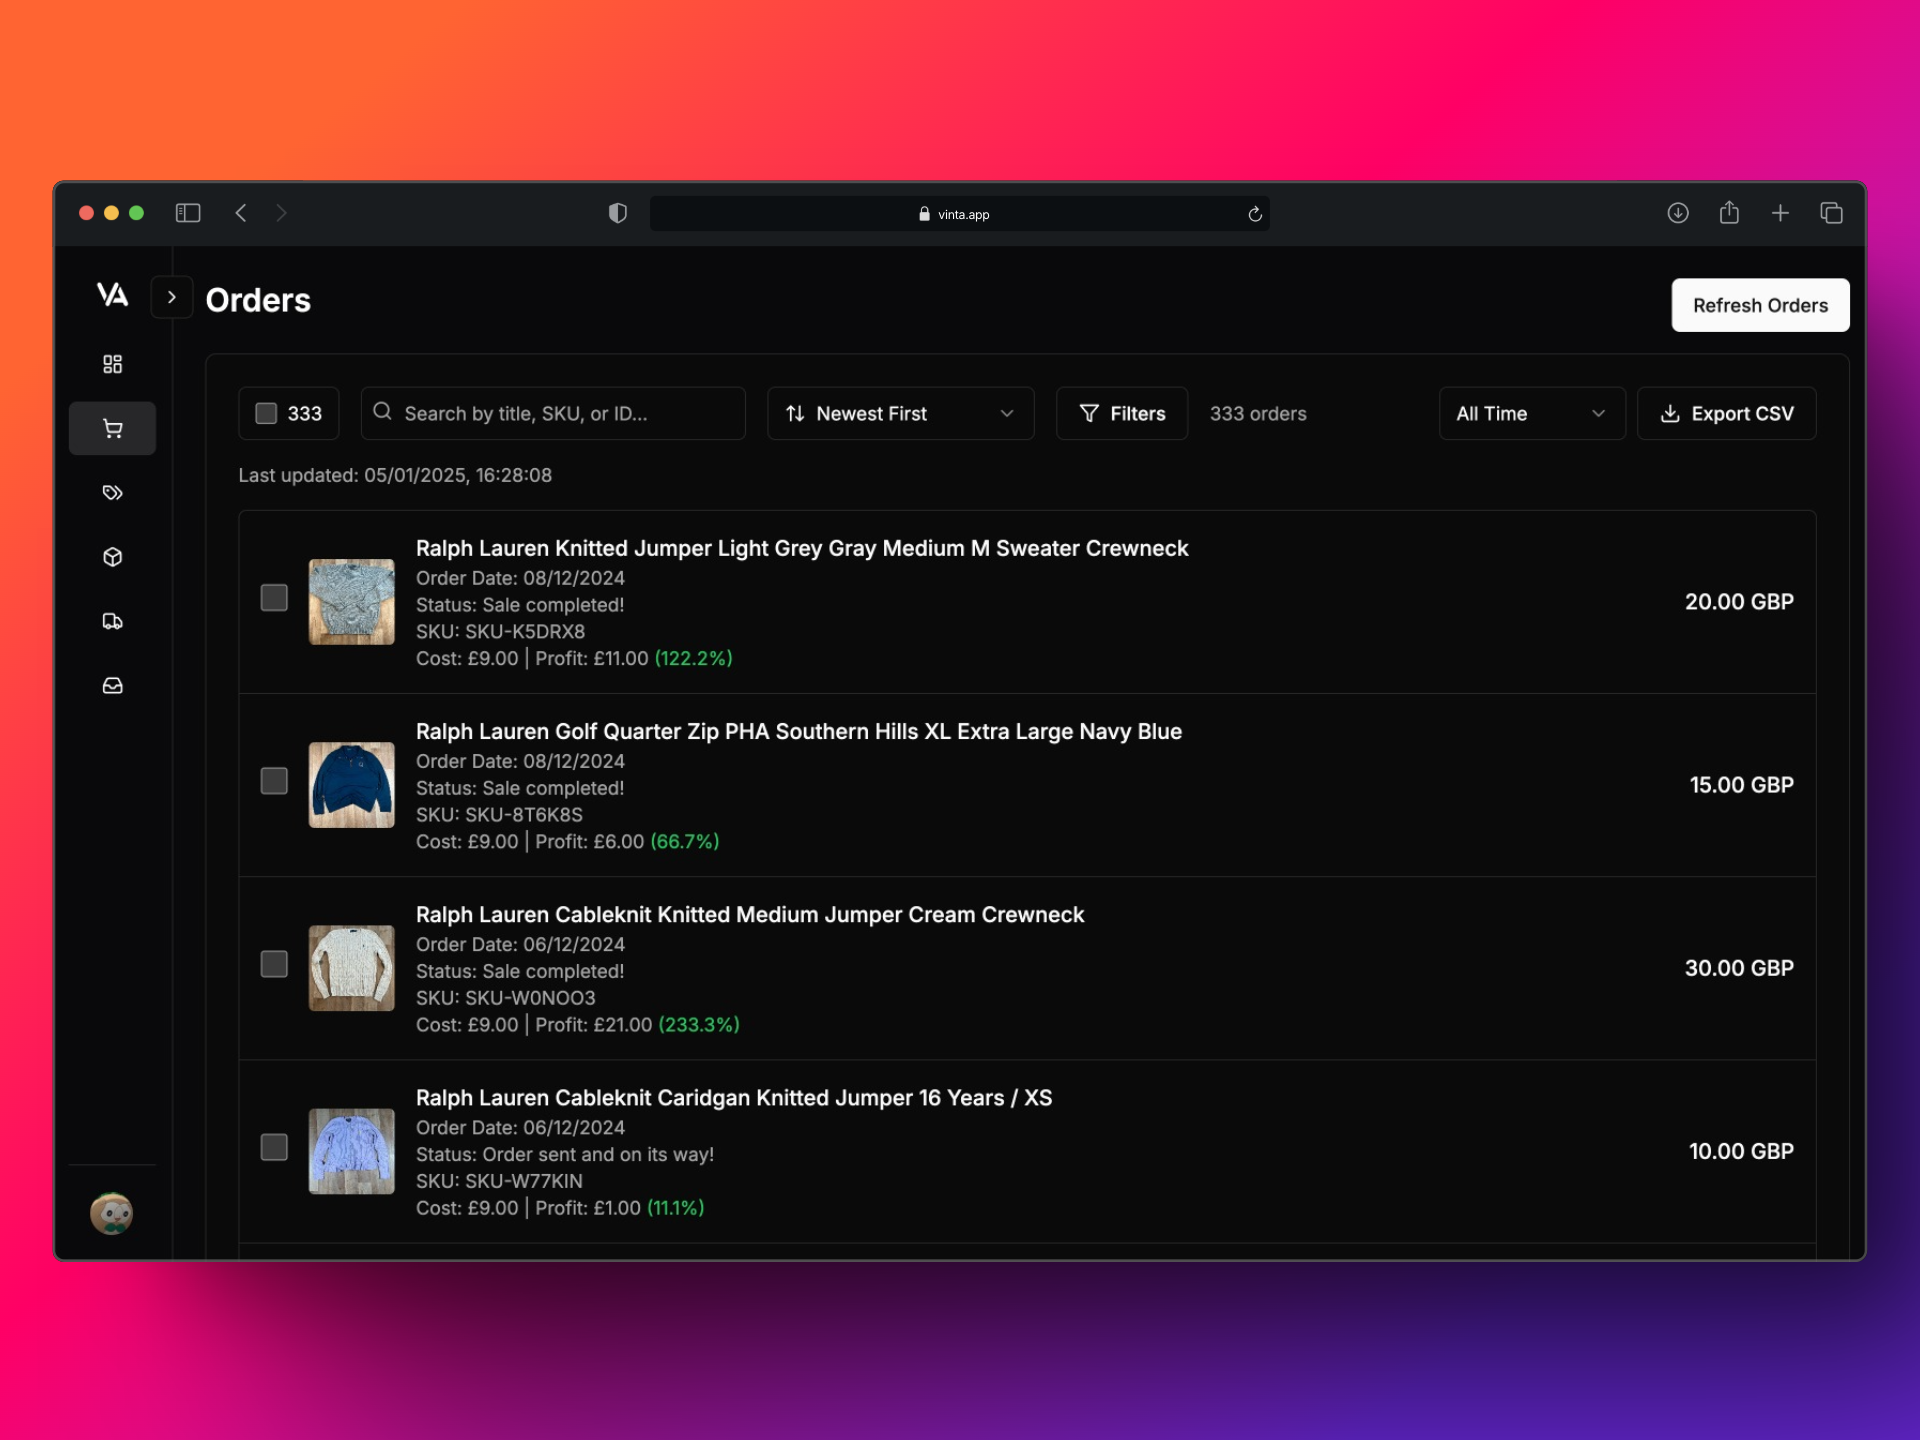 vinta.app
VA
Orders
Refresh Orders
333
Search by title, SKU, or ID...
Newest First
Filters
333 orders
All Time
Export CSV
Last updated: 05/01/2025, 16:28:08
Ralph Lauren Knitted Jumper Light Grey Gray Medium M Sweater Crewneck
Order Date: 08/12/2024
Status: Sale completed!
SKU: SKU-K5DRX8
Cost: £9.00 | Profit: £11.00 (122.2%)
20.00 GBP
Ralph Lauren Golf Quarter Zip PHA Southern Hills XL Extra Large Navy Blue
Order Date: 08/12/2024
Status: Sale completed!
SKU: SKU-8T6K8S
Cost: £9.00 | Profit: £6.00 (66.7%)
15.00 GBP
Ralph Lauren Cableknit Knitted Medium Jumper Cream Crewneck
Order Date: 06/12/2024
Status: Sale completed!
SKU: SKU-W0NOO3
Cost: £9.00 | Profit: £21.00 (233.3%)
30.00 GBP
Ralph Lauren Cableknit Caridgan Knitted Jumper 16 Years / XS
Order Date: 06/12/2024
Status: Order sent and on its way!
SKU: SKU-W77KIN
Cost: £9.00 | Profit: £1.00 (11.1%)
10.00 GBP